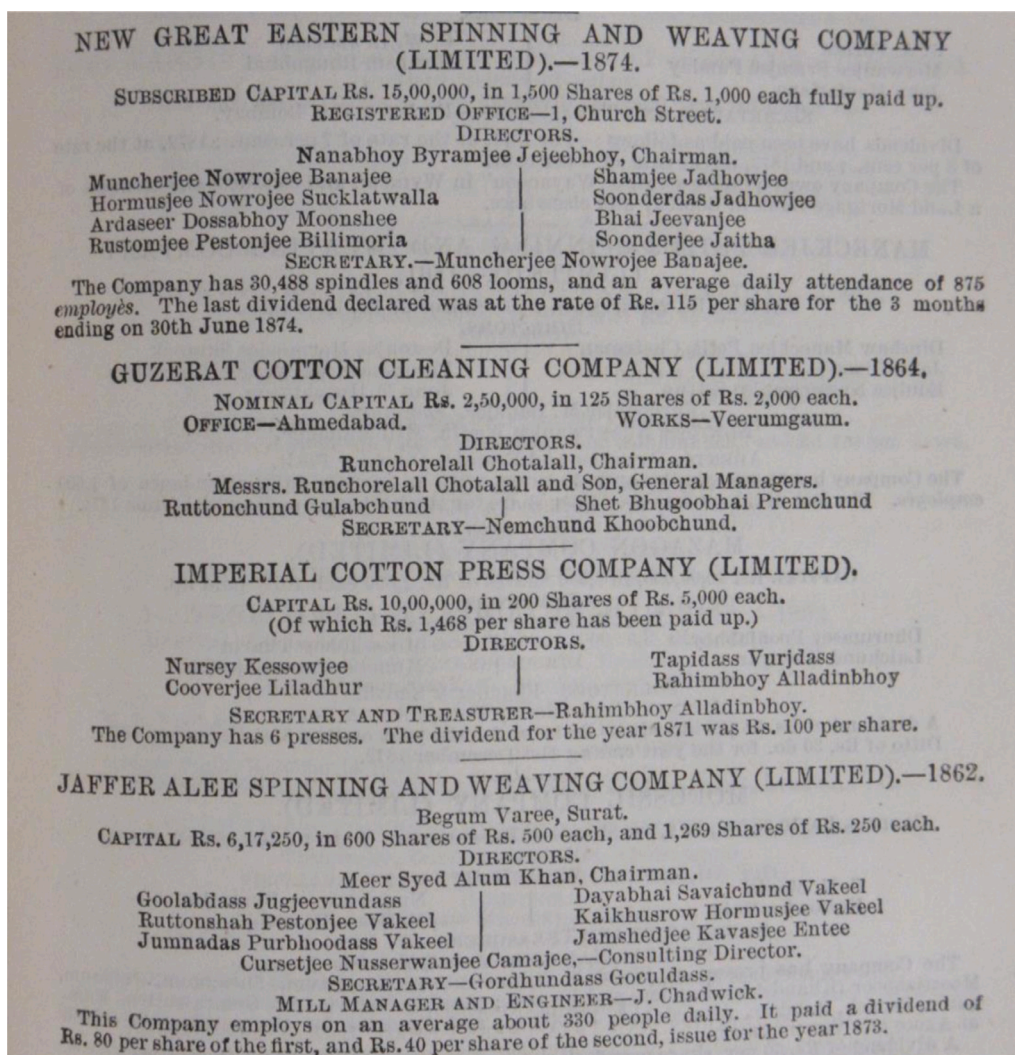 NEW GREAT EASTERN SPINNING AND WEAVING COMPANY
(LIMITED).—1874.
SUBSCRIBED CAPITAL Rs. 15,00,000, in 1,500 Shares of Rs. 1,000 each fully paid up.
REGISTERED OFFICE—1, Church Street.
DIRECTORS.
Nanabhoy Byramjee Jejeebhoy, Chairman.
Muncherjee Nowrojee Banajee
Hormusjee Nowrojee Sucklatwalla
Ardaseer Dossabhoy Moonshee
Rustomjee Pestonjee Billimoria
Shamjee Jadhowjee
Soonderdas Jadhowjee
Bhai Jeevanjee
Soonderjee Jaitha
SECRETARY.—Muncherjee Nowrojee Banajee.
The Company has 30,488 spindles and 608 looms, and an average daily attendance of 875
employès. The last dividend declared was at the rate of Rs. 115 per share for the 3 months
ending on 30th June 1874.
GUZERAT COTTON CLEANING COMPANY (LIMITED).—1864.
NOMINAL CAPITAL Rs. 2,50,000, in 125 Shares of Rs. 2,000 each.
OFFICE—Ahmedabad. WORKS—Veerumgaum.
DIRECTORS.
Runchorelall Chotalall, Chairman.
Messrs. Runchorelall Chotalall and Son, General Managers.
Ruttonchund Gulabchund
Shet Bhugoobhai Premchund
SECRETARY—Nemchund Khoobchund.
IMPERIAL COTTON PRESS COMPANY (LIMITED).
CAPITAL Rs. 10,00,000, in 200 Shares of Rs. 5,000 each.
(Of which Rs. 1,468 per share has been paid up.)
DIRECTORS.
Nursey Kessowjee
Cooverjee Liladhur
Tapidass Vurjdass
Rahimbhoy Alladinbhoy
SECRETARY AND TREASURER—Rahimbhoy Alladinbhoy.
The Company has 6 presses. The dividend for the year 1871 was Rs. 100 per share.
JAFFER ALEE SPINNING AND WEAVING COMPANY (LIMITED).—1862.
Begum Varee, Surat.
CAPITAL Rs. 6,17,250, in 600 Shares of Rs. 500 each, and 1,269 Shares of Rs. 250 each.
DIRECTORS.
Meer Syed Alum Khan, Chairman.
Goolabdass Jugjeevundass
Ruttonshah Pestonjee Vakeel
Jumnadas Purbhoodass Vakeel
Dayabhai Savaichund Vakeel
Kaikhusrow Hormusjee Vakeel
Jamshedjee Kavasjee Entee
Cursetjee Nusserwanjee Camajee,—Consulting Director.
SECRETARY—Gordhundass Goculdass.
MILL MANAGER AND ENGINEER—J. Chadwick.
This Company employs on an average about 330 people daily. It paid a dividend of
Rs. 80 per share of the first, and Rs. 40 per share of the second, issue for the year 1873.